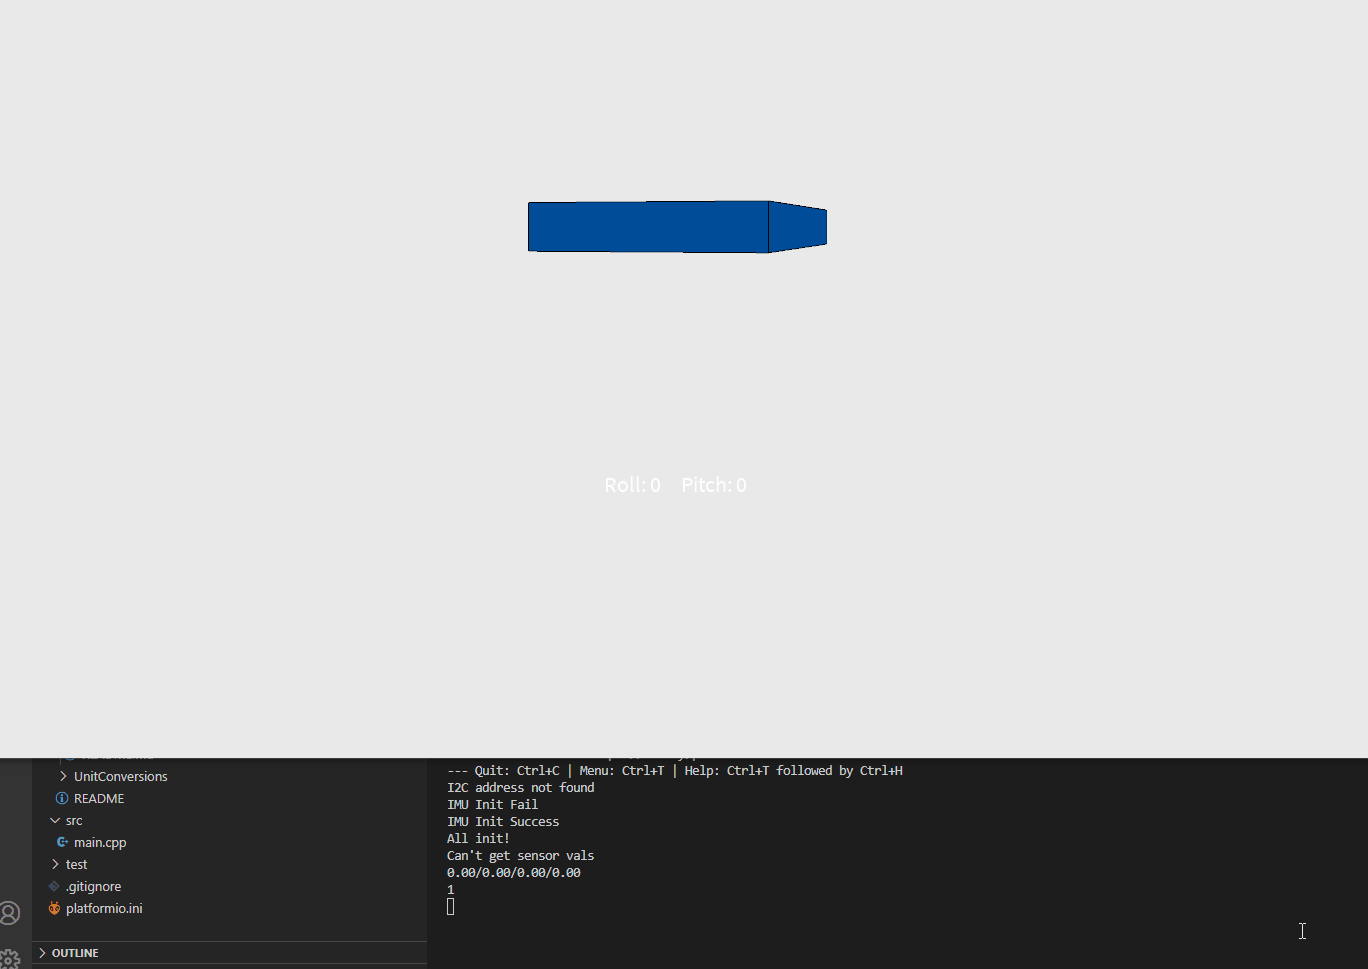 Roll: 0 Pitch: 0
UnitConversions
README
src
main.cpp
test
.gitignore
platformio.ini
OUTLINE
--- Quit: Ctrl+C | Menu: Ctrl+T | Help: Ctrl+T followed by Ctrl+H
I2C address not found
IMU Init Fail
IMU Init Success
All init!
Can't get sensor vals
0.00/0.00/0.00/0.00
1